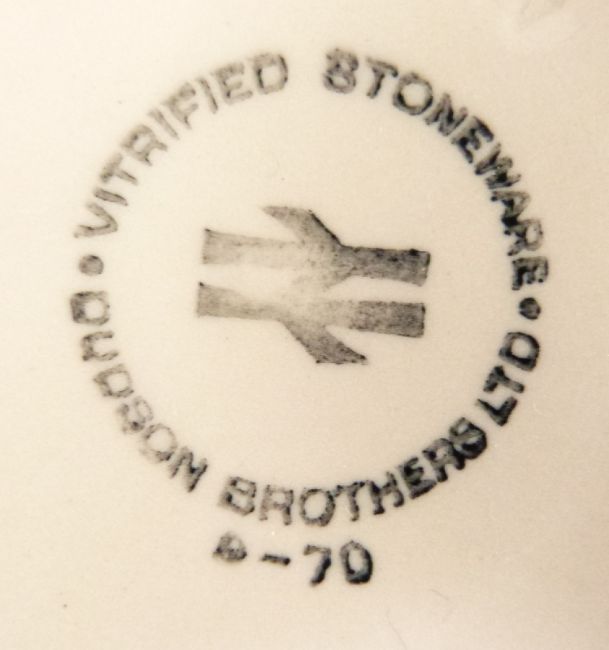 • VITRIFIED STONEWARE •
DUDSON BROTHERS LTD
-70